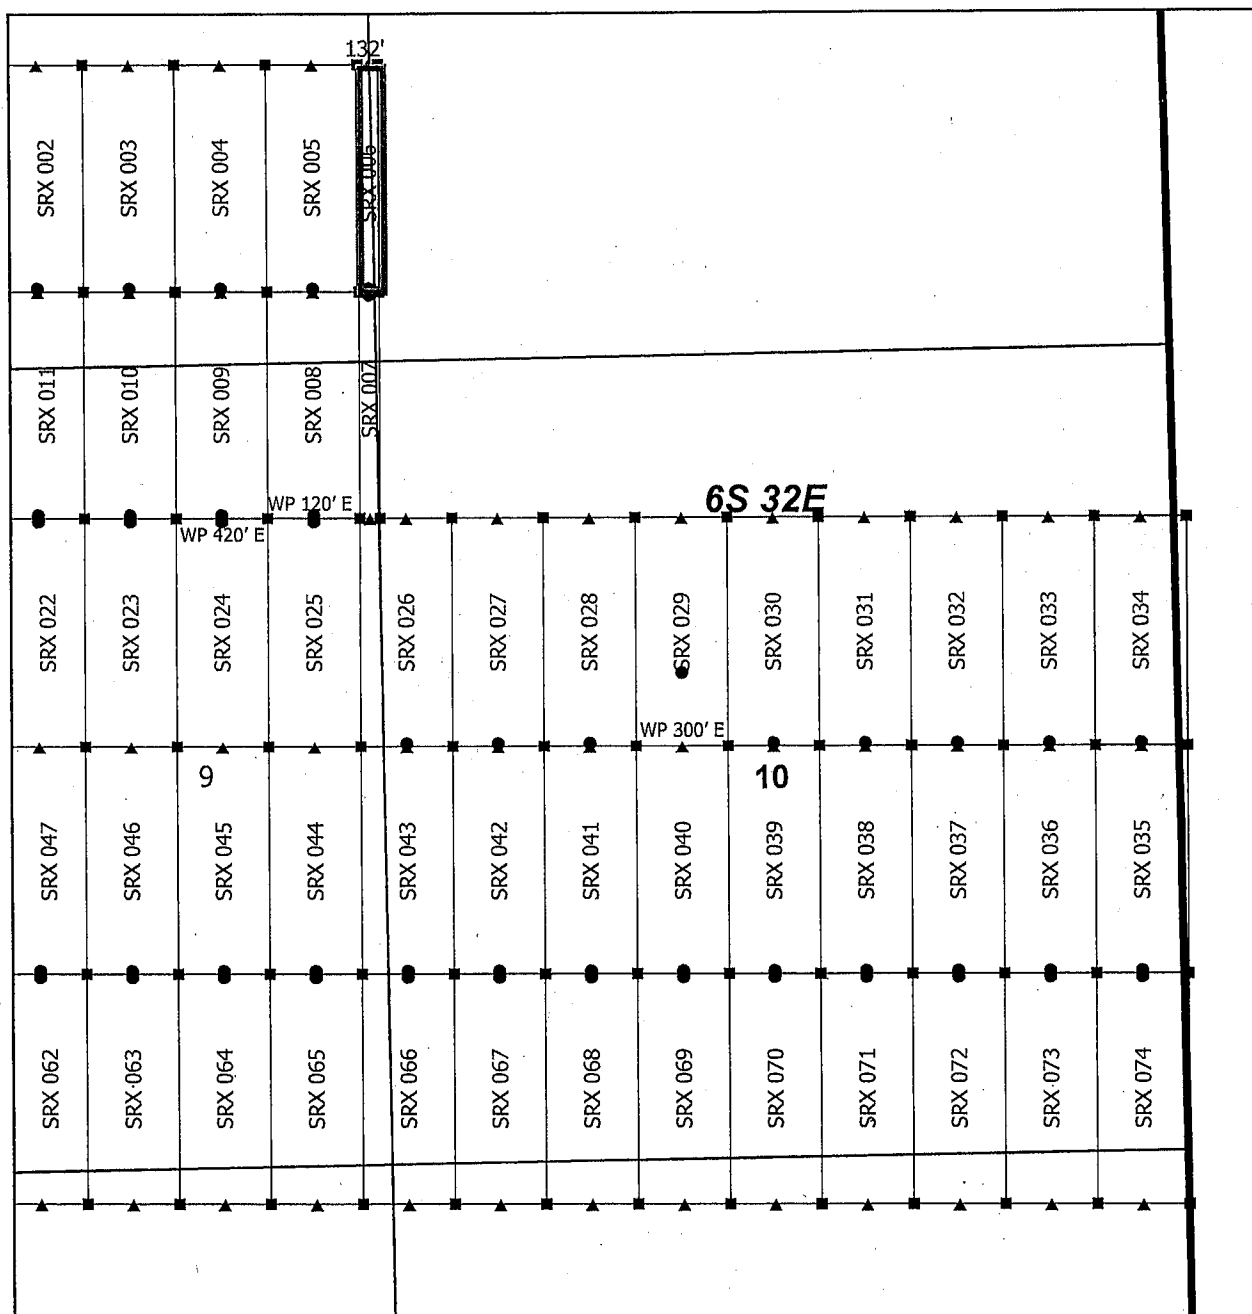 132'
SRX 002
SRX 003
SRX 004
SRX 005
SRX 006
SRX 011
SRX 010
SRX 009
SRX 008
SRX 007
WP 120' E
WP 420' E
6S 32E
SRX 022
SRX 023
SRX 024
SRX 025
SRX 026
SRX 027
SRX 028
SRX 029
SRX 030
SRX 031
SRX 032
SRX 033
SRX 034
WP 300' E
9
10
SRX 047
SRX 046
SRX 045
SRX 044
SRX 043
SRX 042
SRX 041
SRX 040
SRX 039
SRX 038
SRX 037
SRX 036
SRX 035
SRX 062
SRX 063
SRX 064
SRX 065
SRX 066
SRX 067
SRX 068
SRX 069
SRX 070
SRX 071
SRX 072
SRX 073
SRX 074